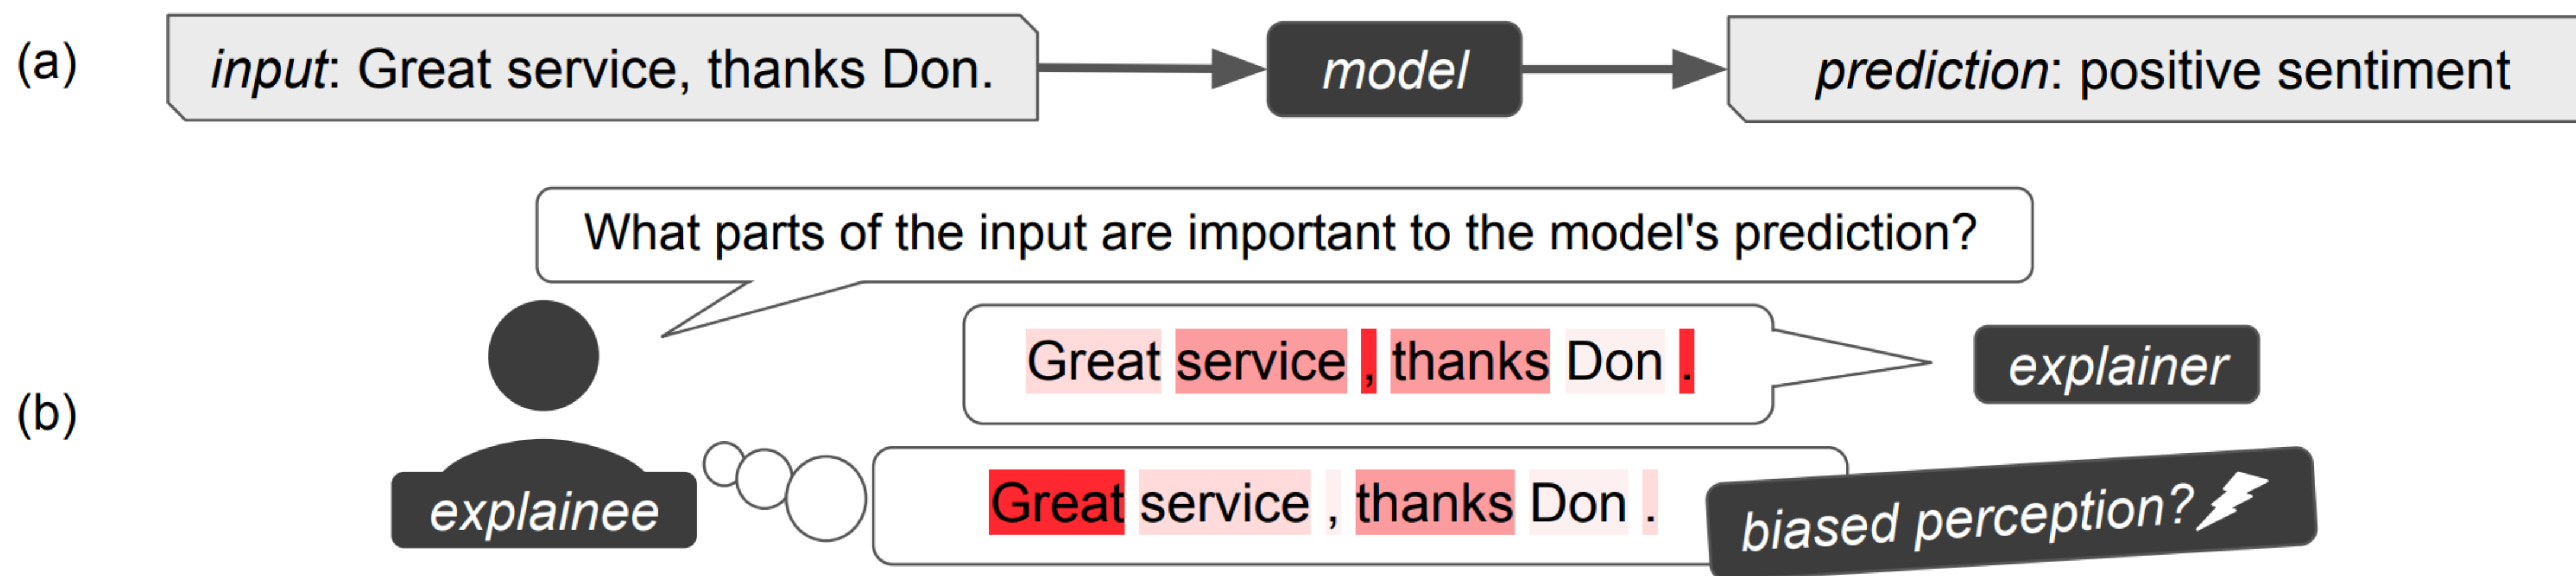 (a) input: Great service, thanks Don. model prediction: positive sentiment
What parts of the input are important to the model's prediction?
Great service , thanks Don . explainer
(b)
explainee Great service , thanks Don . biased perception?